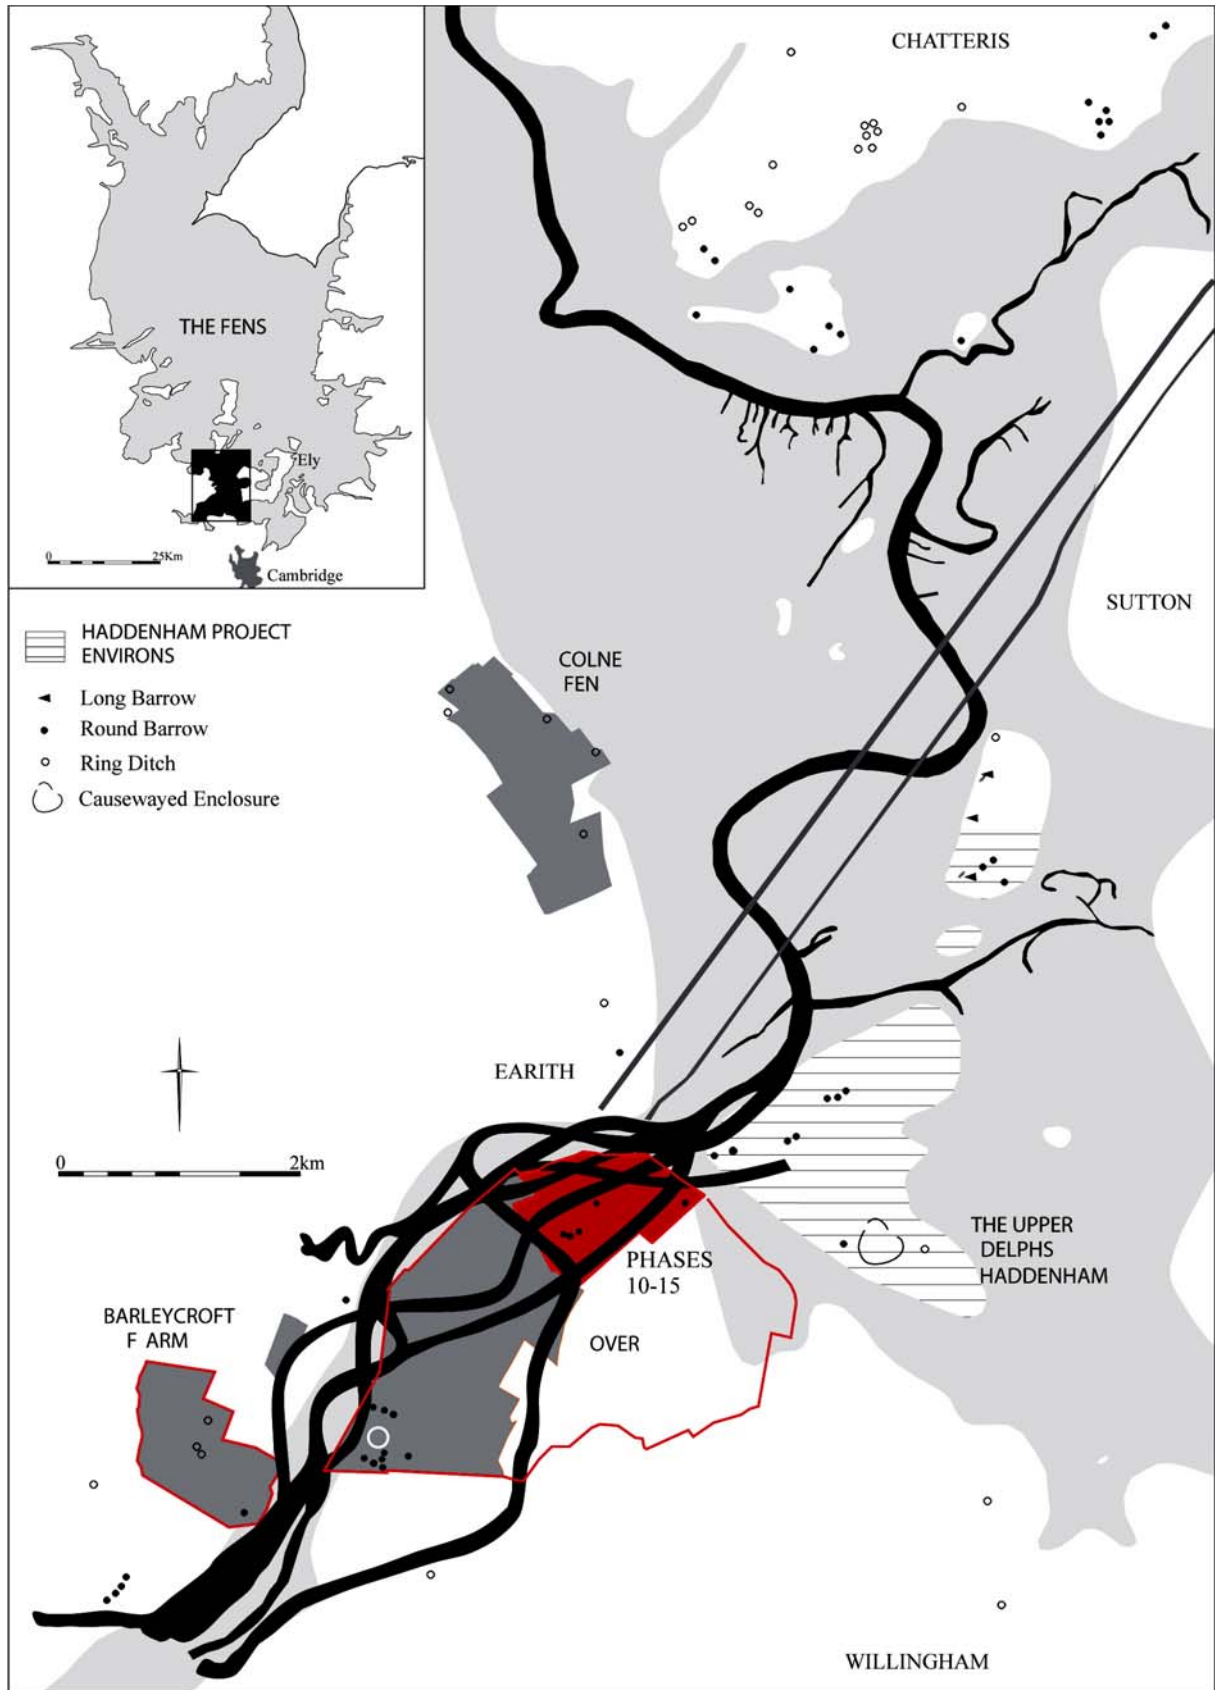 THE FENS
Ely
0 25Km
Cambridge
HADDENHAM PROJECT
ENVIRONS
Long Barrow
Round Barrow
Ring Ditch
Causewayed Enclosure
CHATTERIS
SUTTON
COLNE
FEN
EARITH
0 2km
PHASES
10-15
THE UPPER
DELPHS
HADDENHAM
BARLEYCROFT
F ARM
OVER
WILLINGHAM